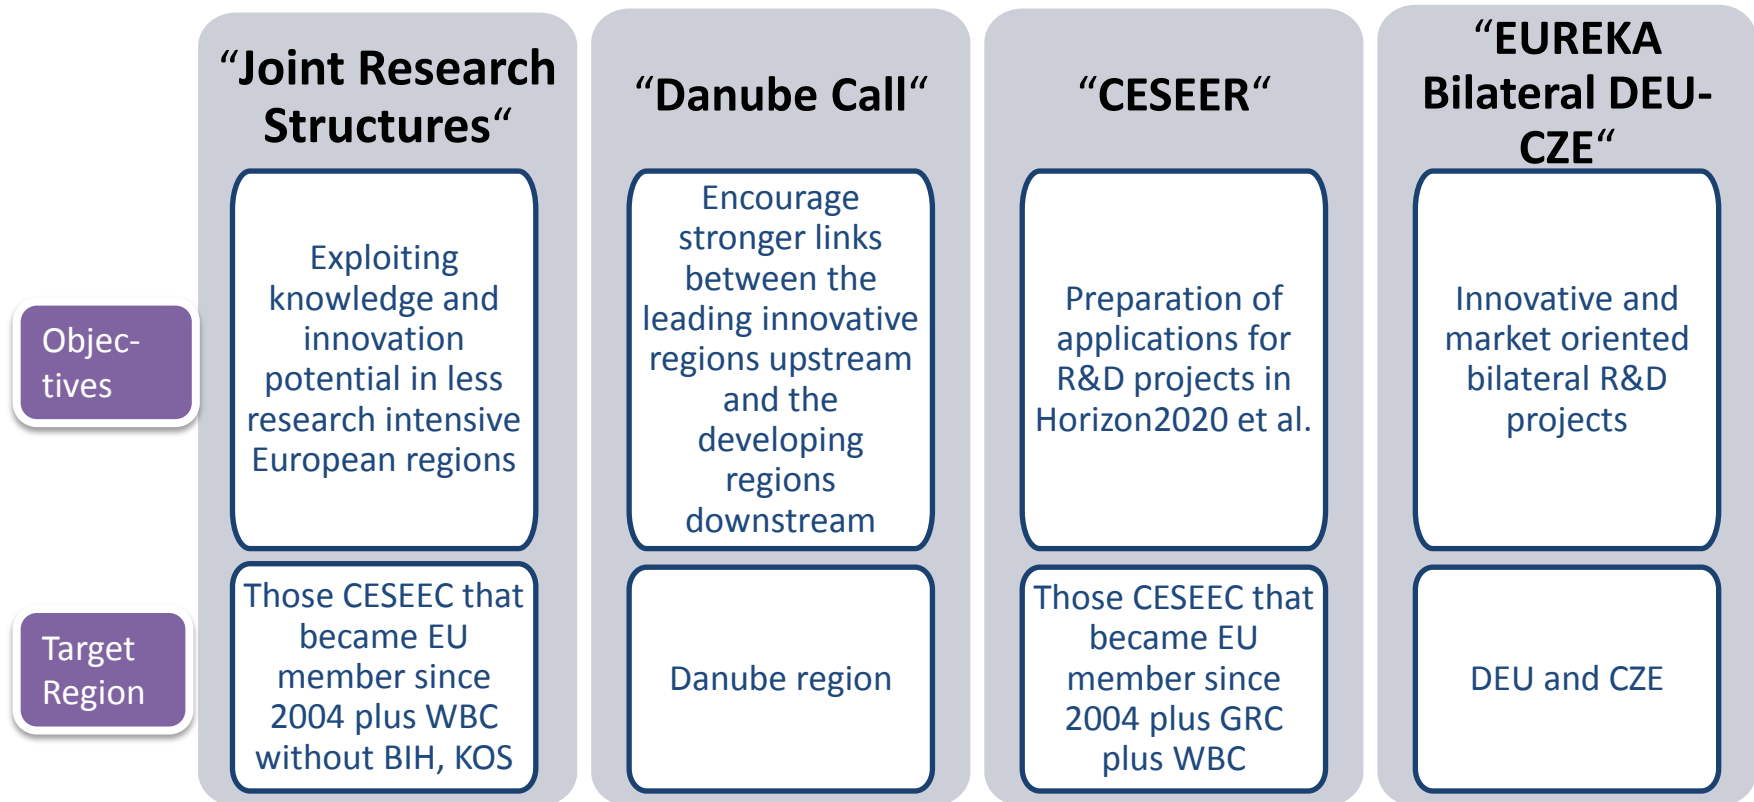 “Joint Research
Structures“
“Danube Call“
“CESEER“
“EUREKA
Bilateral DEU-
CZE“
Objec-
tives
Exploiting
knowledge and
innovation
potential in less
research intensive
European regions
Encourage
stronger links
between the
leading innovative
regions upstream
and the
developing
regions
downstream
Preparation of
applications for
R&D projects in
Horizon2020 et al.
Innovative and
market oriented
bilateral R&D
projects
Target
Region
Those CESEEC that
became EU
member since
2004 plus WBC
without BIH, KOS
Danube region
Those CESEEC that
became EU
member since
2004 plus GRC
plus WBC
DEU and CZE